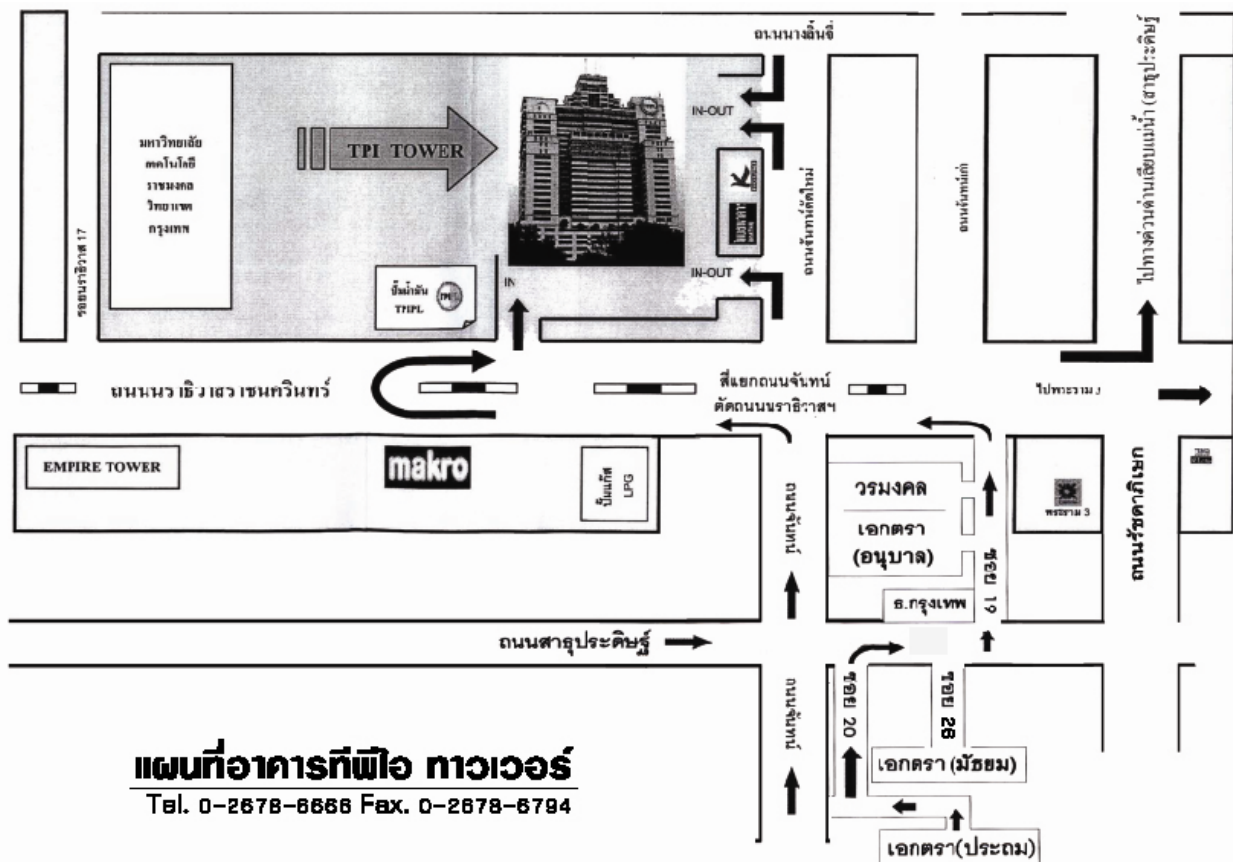 ถนนนางลิ้นจี่
ไปทางด่วนด่านเลียบแม่น้ำ (สาธุประดิษฐ์)
มหาวิทยาลัย
เทคโนโลยี
ราชมงคล
วิทยาเขต
กรุงเทพ
TPI TOWER
IN-OUT
K
ถนนจันทน์ตัดใหม่
ถนนจันทน์เก่า
ซอยนราธิวาส 17
ปั๊มน้ำมัน
TPIPL
IN
IN-OUT
ถนนนราธิวาสราชนครินทร์
สี่แยกถนนจันทน์
ตัดถนนนราธิวาสฯ
ไปพระราม 3
EMPIRE TOWER
makro
ปั๊มแก๊ส
LPG
ถนนจันทน์
วรมงคล
เอกตรา
(อนุบาล)
ธ.กรุงเทพ
ซอย 19
พระราม 3
ถนนรัชดาภิเษก
ถนนสาธุประดิษฐ์
ถนนจันทน์
ซอย 20
ซอย 28
เอกตรา (มัธยม)
เอกตรา(ประถม)
แผนที่อาคารทีพีไอ ทาวเวอร์
Tel. 0-2678-6666 Fax. 0-2678-6794